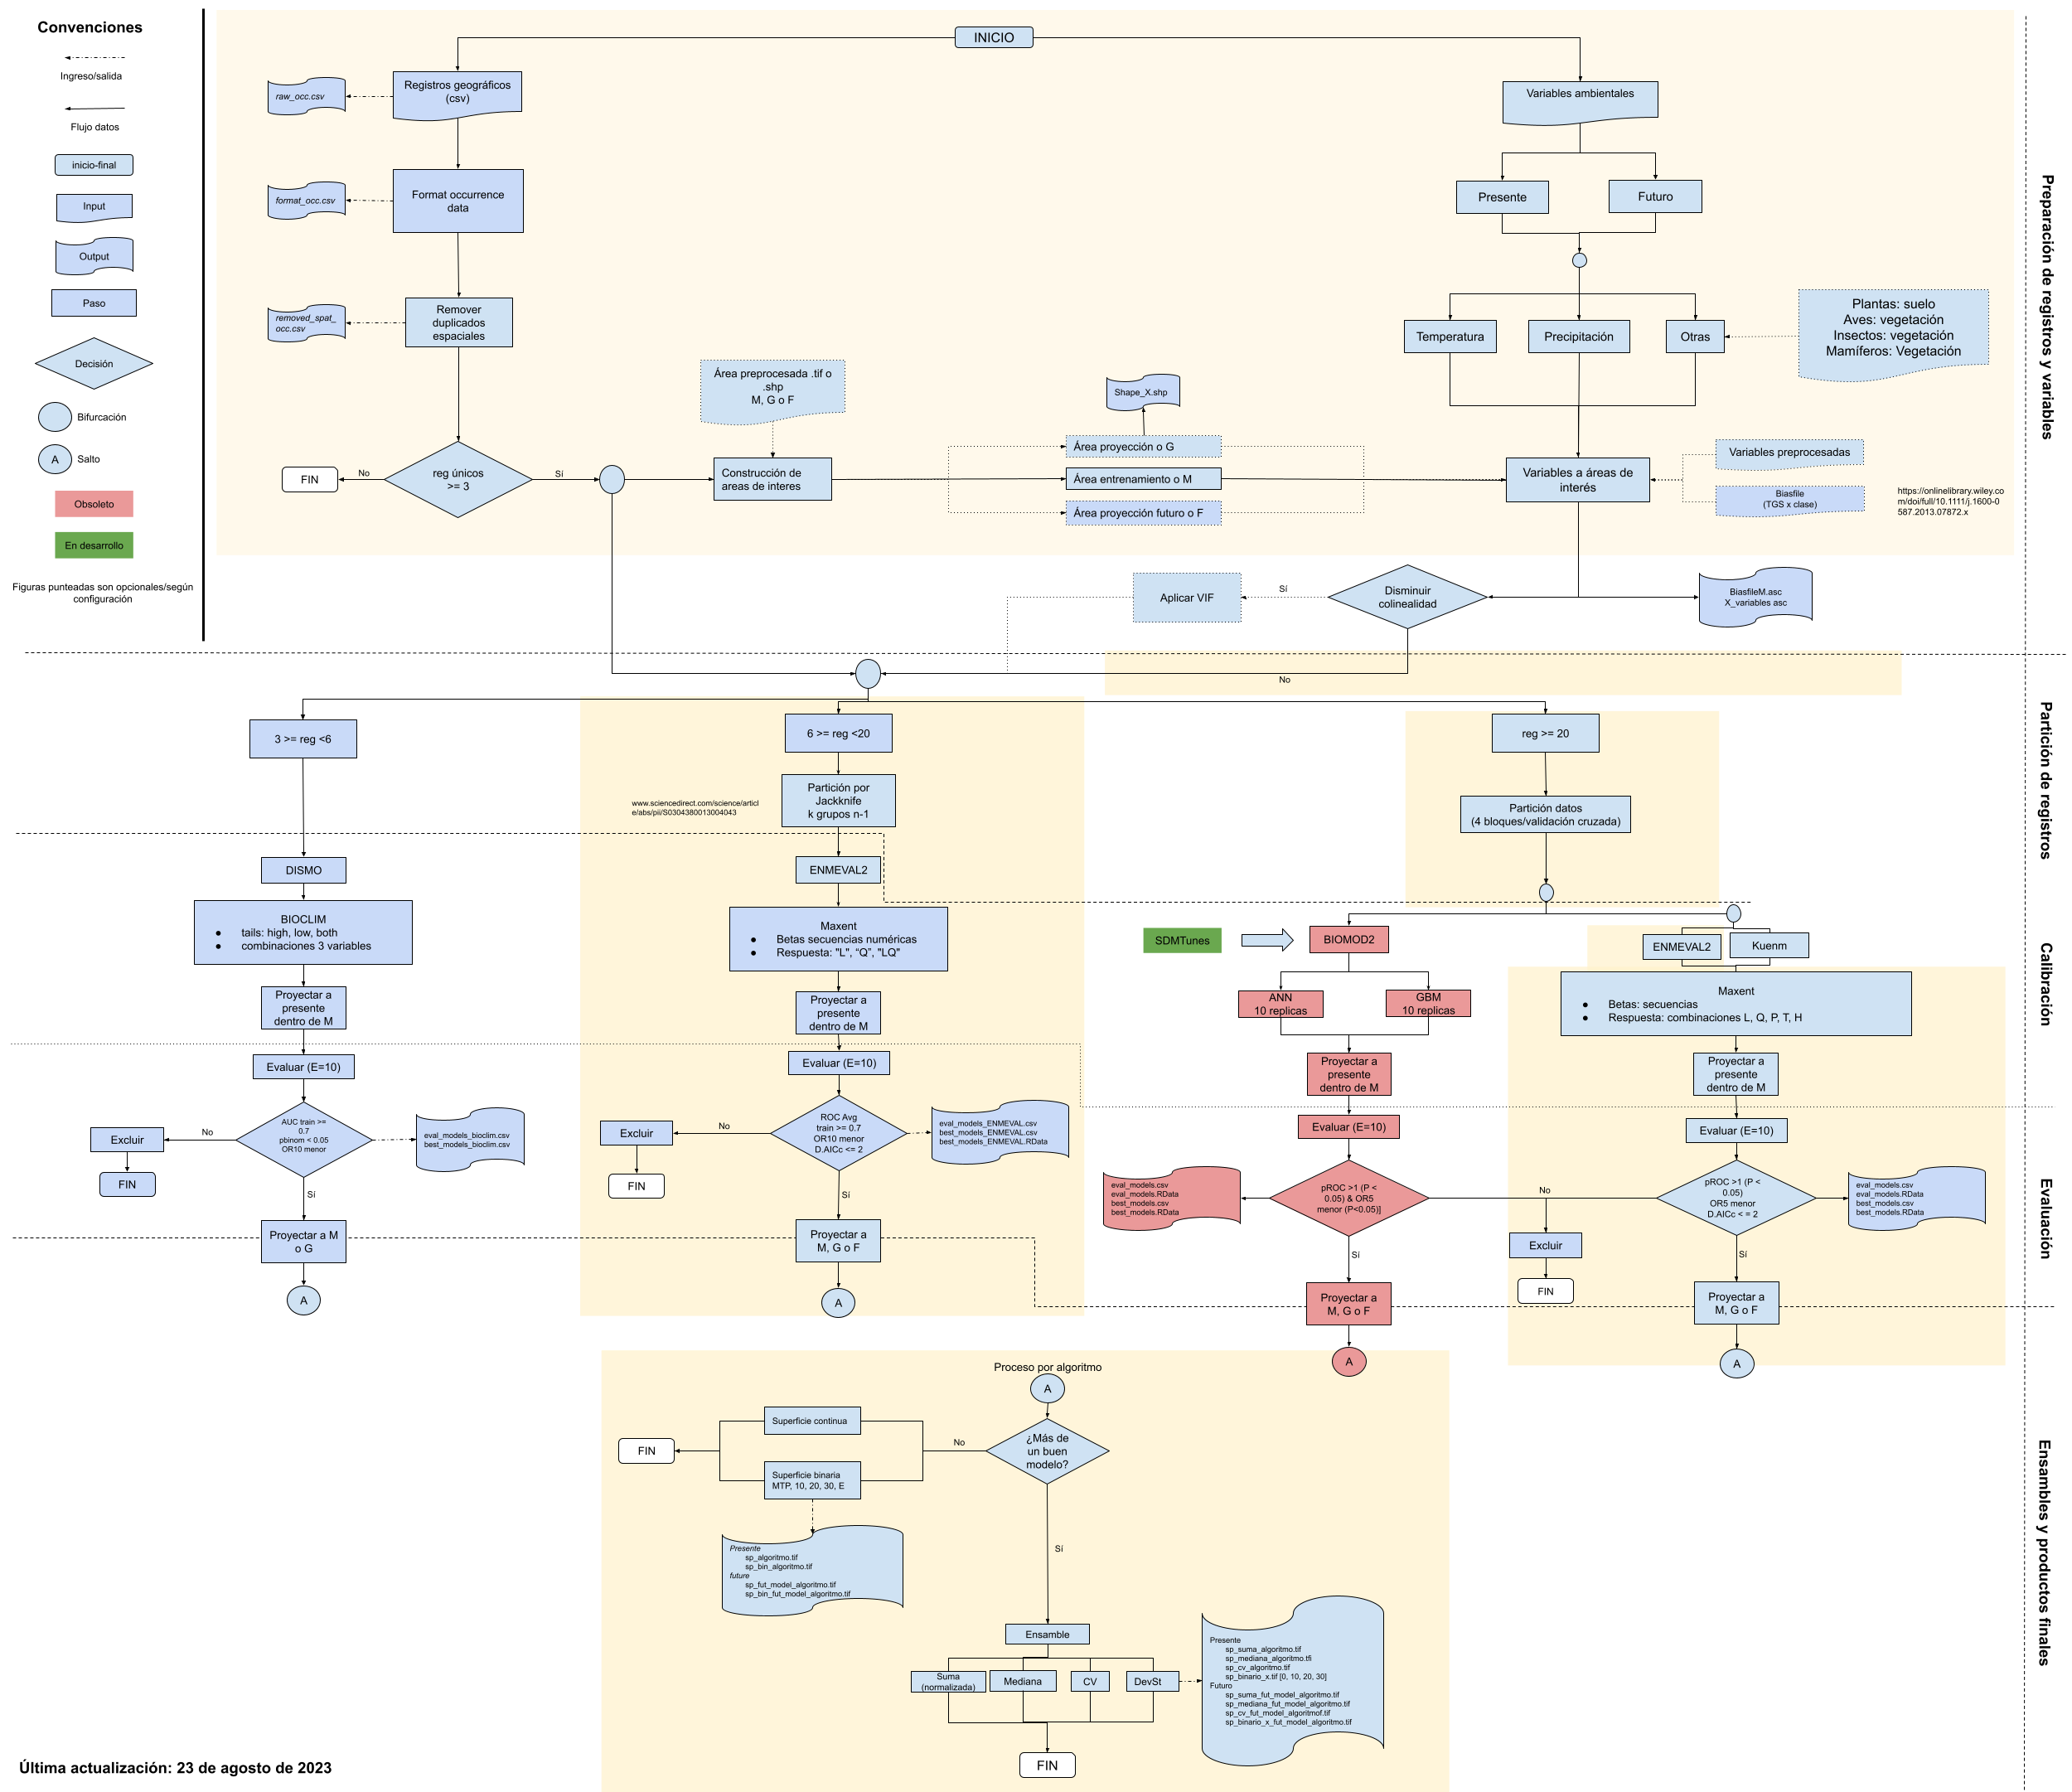 Convenciones
Ingreso/salida
Flujo datos
inicio-final
Input
Output
Paso
Decisión
Bifurcación
A
Salto
Obsoleto
En desarrollo
Figuras punteadas son opcionales/según
configuración
INICIO
Registros geográficos
(csv)
raw_occ.csv
Format occurrence
data
format_occ.csv
Remover
duplicados
espaciales
removed_spat_
occ.csv
reg únicos
>= 3
No
FIN
Sí
Área preprocesada .tif o
.shp
M, G o F
Construcción de
areas de interes
Shape_X.shp
Área proyección o G
Área entrenamiento o M
Área proyección futuro o F
Variables ambientales
Presente
Futuro
Temperatura
Precipitación
Otras
Plantas: suelo
Aves: vegetación
Insectos: vegetación
Mamíferos: Vegetación
Variables a áreas de
interés
Variables preprocesadas
Biasfile
(TGS x clase)
https://onlinelibrary.wiley.co
m/doi/full/10.1111/j.1600-0
587.2013.07872.x
Aplicar VIF
Sí
Disminuir
colinealidad
BiasfileM.asc
X_variables asc
No
Preparación de registros y variables
3 >= reg <6
6 >= reg <20
reg >= 20
www.sciencedirect.com/science/articl
e/abs/pii/S0304380013004043
Partición por
Jackknife
k grupos n-1
Partición datos
(4 bloques/validación cruzada)
Partición de registros
DISMO
BIOCLIM
● tails: high, low, both
● combinaciones 3 variables
Proyectar a
presente
dentro de M
ENMEVAL2
Maxent
● Betas secuencias numéricas
● Respuesta: "L", “Q”, "LQ"
Proyectar a
presente
dentro de M
SDMTunes
BIOMOD2
ANN
10 replicas
GBM
10 replicas
Proyectar a
presente
dentro de M
ENMEVAL2
Kuenm
Maxent
● Betas: secuencias
● Respuesta: combinaciones L, Q, P, T, H
Proyectar a
presente
dentro de M
Calibración
Evaluar (E=10)
AUC train >=
0.7
pbinom < 0.05
OR10 menor
No
Excluir
FIN
eval_models_bioclim.csv
best_models_bioclim.csv
Sí
Proyectar a M
o G
A
Evaluar (E=10)
ROC Avg
train >= 0.7
OR10 menor
D.AICc <= 2
No
Excluir
FIN
eval_models_ENMEVAL.csv
best_models_ENMEVAL.csv
best_models_ENMEVAL.RData
Sí
Proyectar a
M, G o F
A
Evaluar (E=10)
pROC >1 (P <
0.05) & OR5
menor (P<0.05)]
eval_models.csv
eval_models.RData
best_models.csv
best_models.RData
Sí
Proyectar a
M, G o F
A
No
Excluir
FIN
Evaluar (E=10)
pROC >1 (P <
0.05)
OR5 menor
D.AICc < = 2
eval_models.csv
eval_models.RData
best_models.csv
best_models.RData
Sí
Proyectar a
M, G o F
A
Evaluación
Proceso por algoritmo
A
¿Más de
un buen
modelo?
No
Superficie continua
Superficie binaria
MTP, 10, 20, 30, E
FIN
Presente
sp_algoritmo.tif
sp_bin_algoritmo.tif
future
sp_fut_model_algoritmo.tif
sp_bin_fut_model_algoritmo.tif
Sí
Ensamble
Suma
(normalizada)
Mediana
CV
DevSt
Presente
sp_suma_algoritmo.tif
sp_mediana_algoritmo.tfi
sp_cv_algoritmo.tif
sp_binario_x.tif [0, 10, 20, 30]
Futuro
sp_suma_fut_model_algoritmo.tif
sp_mediana_fut_model_algoritmo.tif
sp_cv_fut_model_algoritmof.tif
sp_binario_x_fut_model_algoritmo.tif
FIN
Ensambles y productos finales
Última actualización: 23 de agosto de 2023